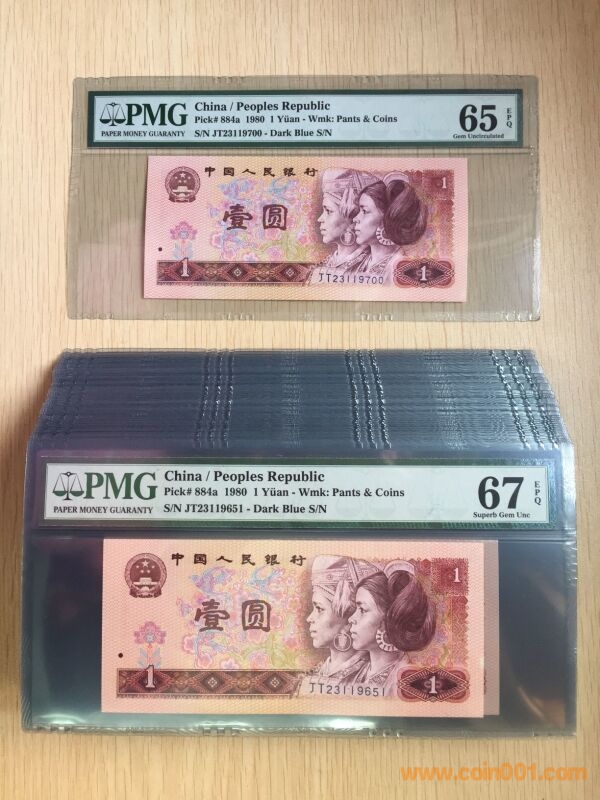 PMG
PAPER MONEY GUARANTY
China / Peoples Republic
Pick# 884a 1980 1 Yüan - Wmk: Pants & Coins
S/N JT23119700 - Dark Blue S/N
65 EPQ
Gem Uncirculated
中国人民银行
1
壹圆
1
JT23119700
1
PMG
PAPER MONEY GUARANTY
China / Peoples Republic
Pick# 884a 1980 1 Yüan - Wmk: Pants & Coins
S/N JT23119651 - Dark Blue S/N
67 EPQ
Superb Gem Unc
中国人民银行
1
壹圆
1
JT23119651
1
www.coin001.com